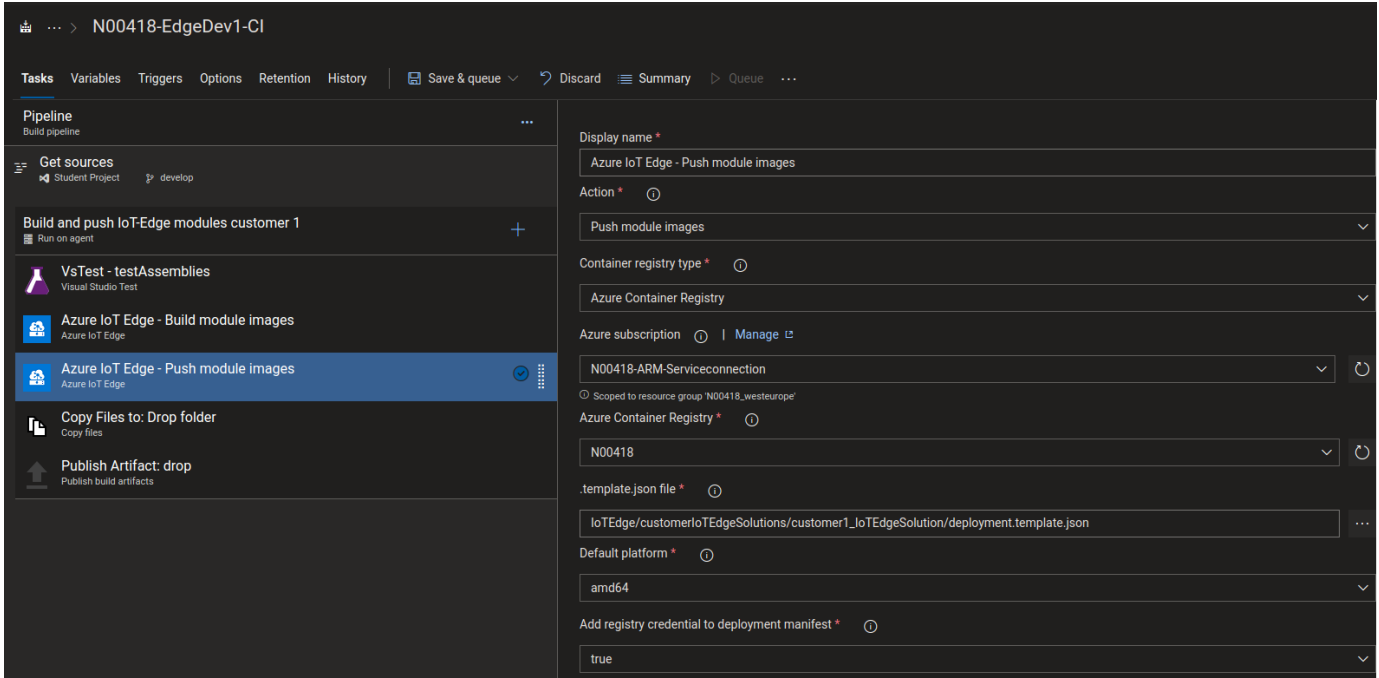 ... > N00418-EdgeDev1-CI
Tasks Variables Triggers Options Retention History Save & queue Discard Summary Queue ...
Pipeline
Build pipeline
...
Get sources
Student Project develop
Build and push IoT-Edge modules customer 1
Run on agent
VsTest - testAssemblies
Visual Studio Test
Azure IoT Edge - Build module images
Azure IoT Edge
Azure IoT Edge - Push module images
Azure IoT Edge
Copy Files to: Drop folder
Copy files
Publish Artifact: drop
Publish build artifacts
Display name *
Azure IoT Edge - Push module images
Action *
Push module images
Container registry type *
Azure Container Registry
Azure subscription | Manage
N00418-ARM-Serviceconnection
Scoped to resource group 'N00418_westeurope'
Azure Container Registry *
N00418
.template.json file *
IoTEdge/customerIoTEdgeSolutions/customer1_IoTEdgeSolution/deployment.template.json
...
Default platform *
amd64
Add registry credential to deployment manifest *
true